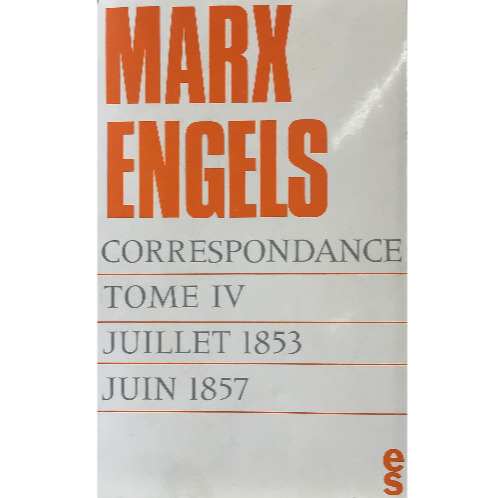 MARX
ENGELS
CORRESPONDANCE
TOME IV
JUILLET 1853
JUIN 1857
es